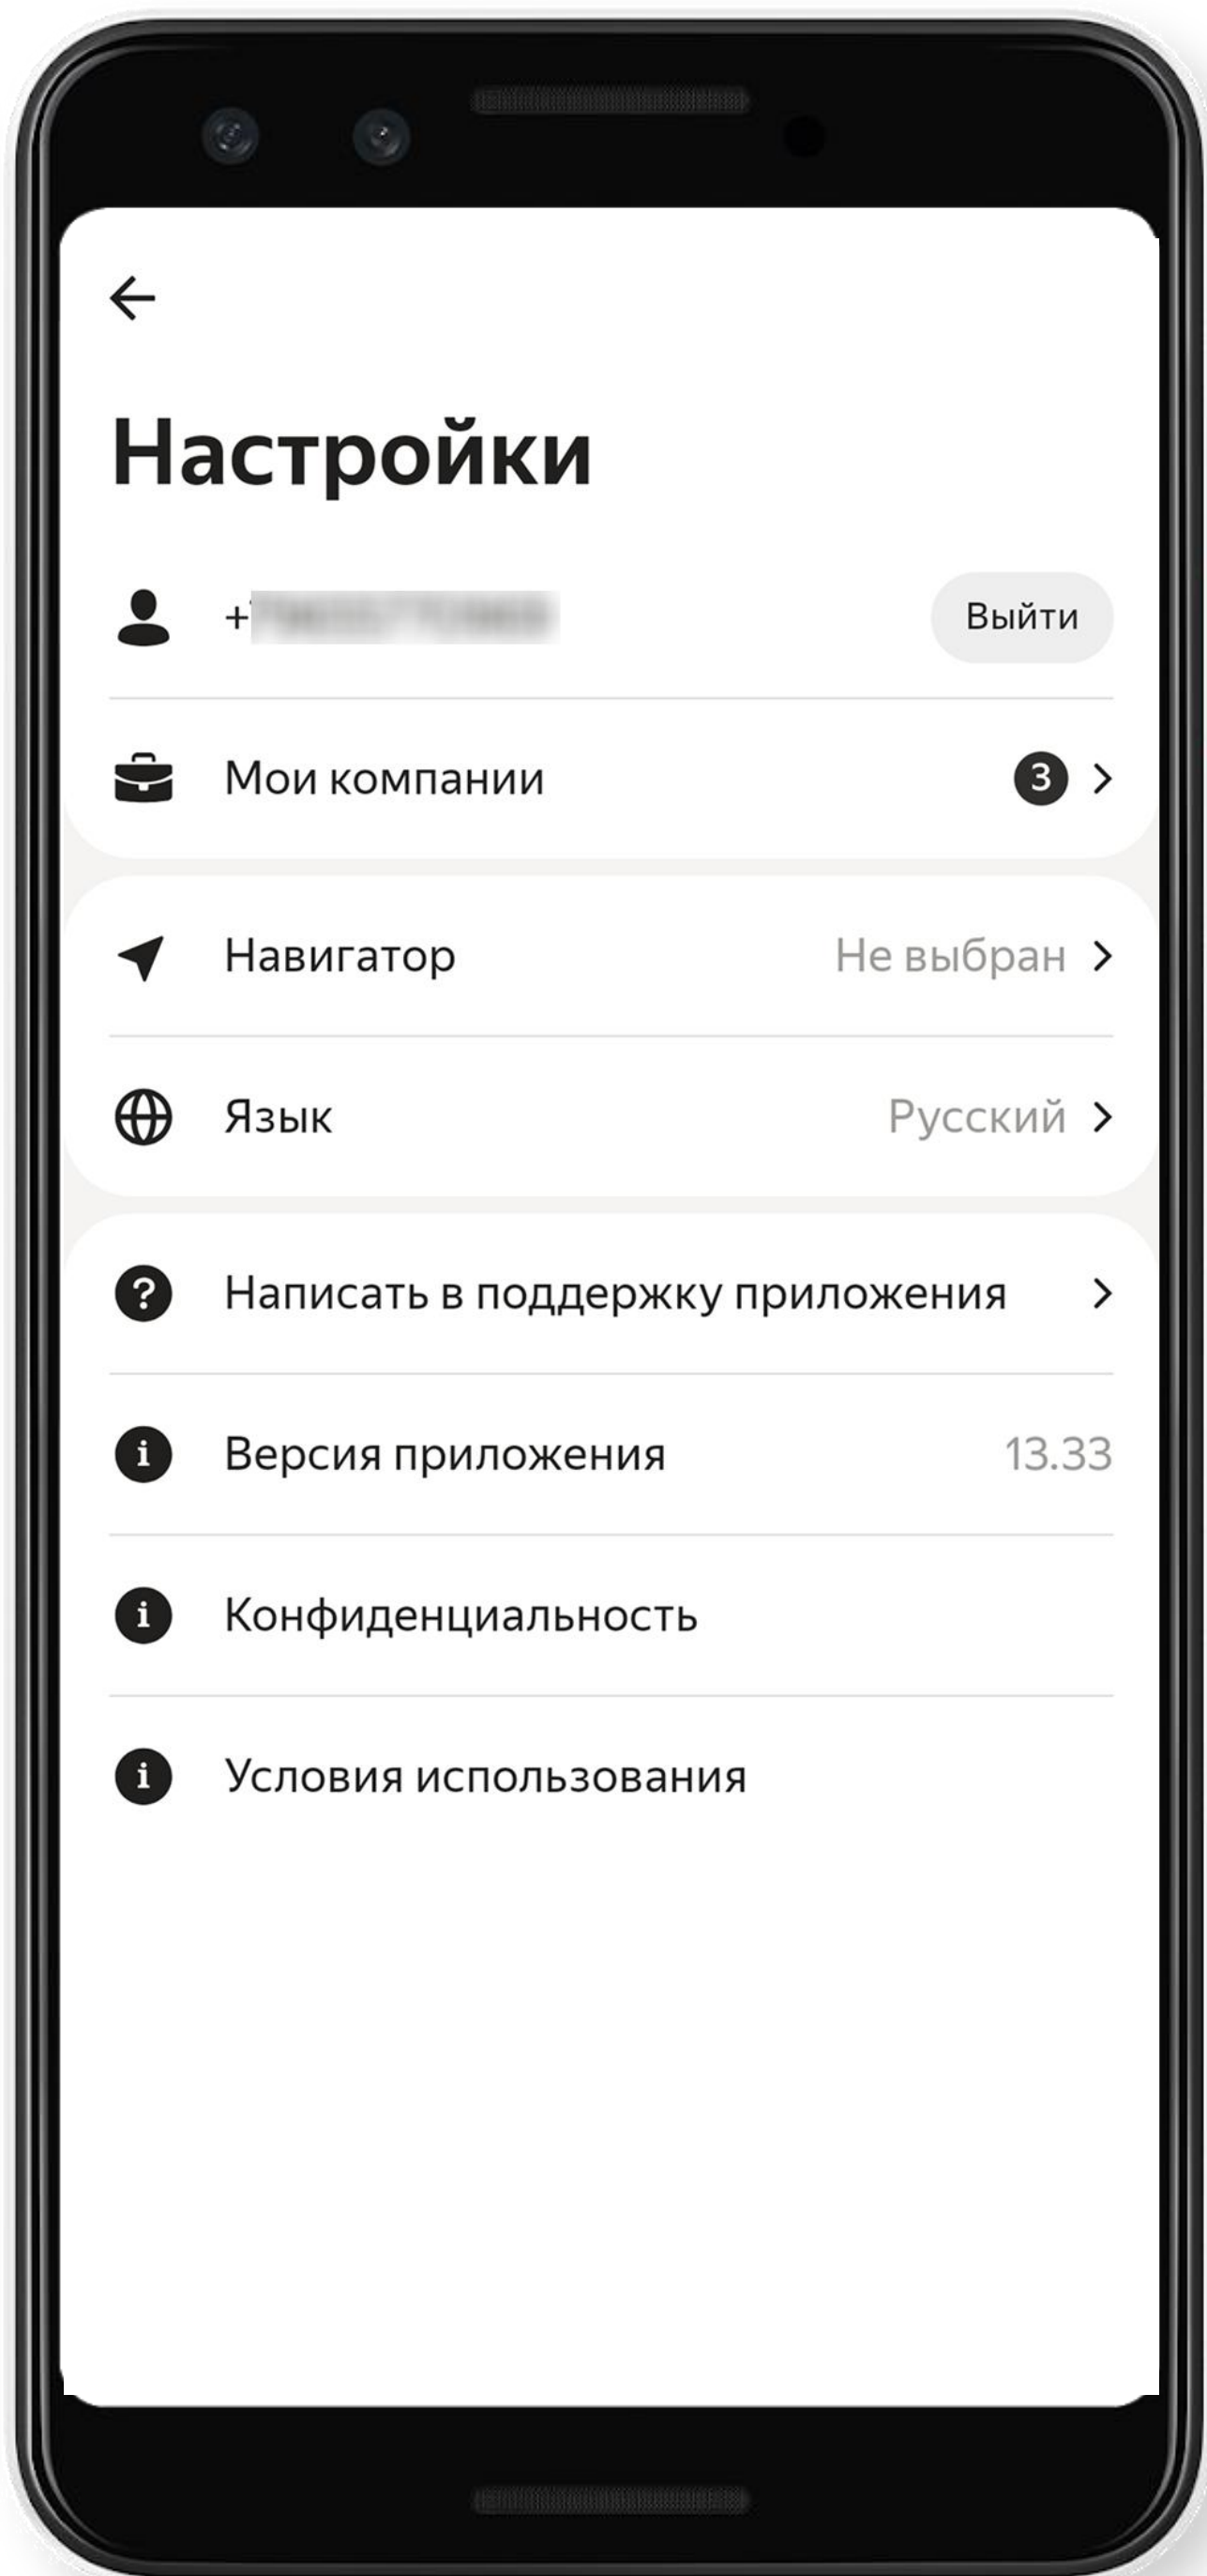 Настройки
+
Выйти
Мои компании
3
Навигатор
Не выбран
Язык
Русский
Написать в поддержку приложения
Версия приложения
13.33
Конфиденциальность
Условия использования